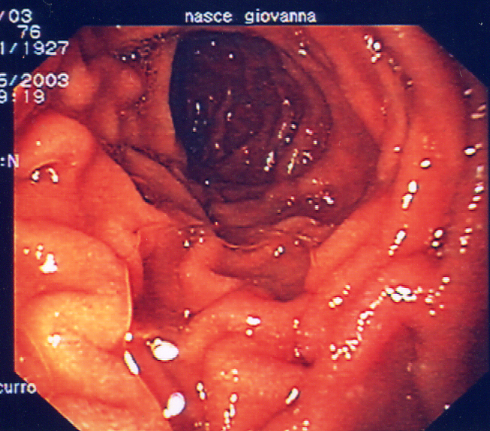 nasce giovanna
/03
76
1/1927
5/2003
9:19
:N
curro